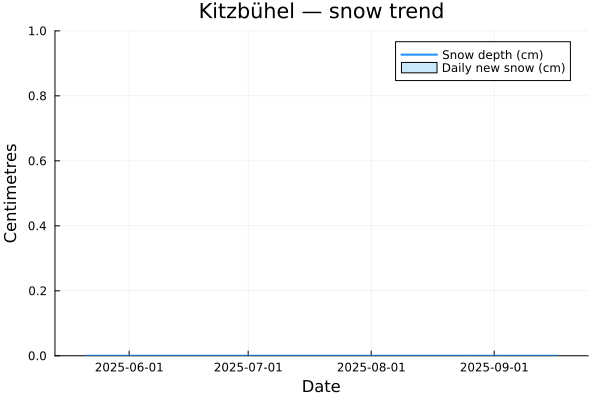 Kitzbühel — snow trend
1.0
Snow depth (cm)
Daily new snow (cm)
0.8
0.6
0.4
0.2
0.0
Centimetres
2025-06-01 2025-07-01 2025-08-01 2025-09-01
Date